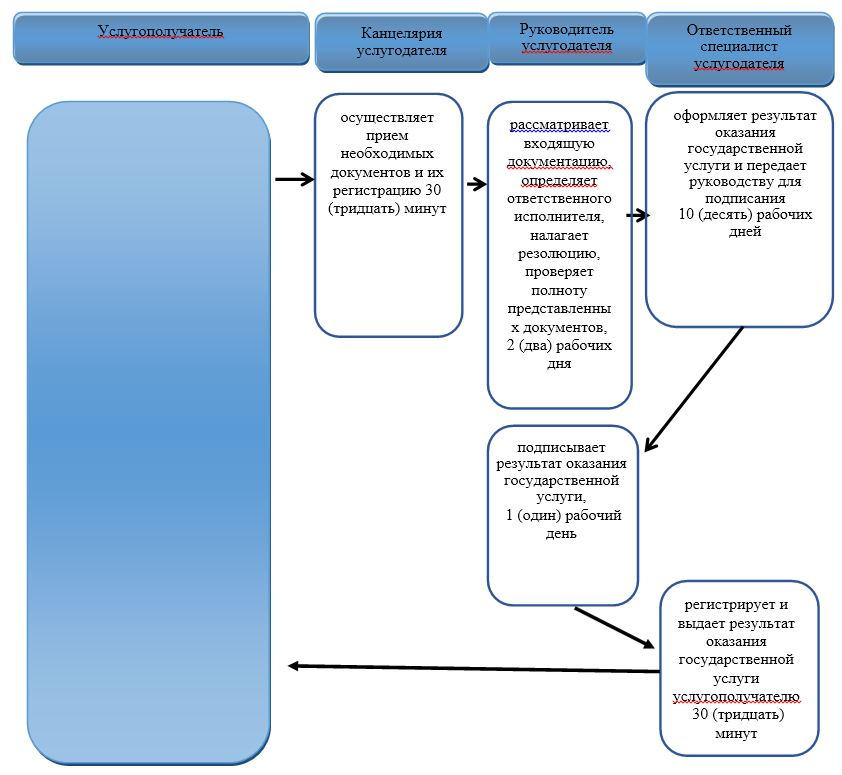 Услугополучатель
Канцелярия
услугодателя
Руководитель
услугодателя
Ответственный
специалист
услугодателя
осуществляет
прием
необходимых
документов и их
регистрацию 30
(тридцать) минут
рассматривает
входящую
документацию,
определяет
ответственного
исполнителя,
налагает
резолюцию,
проверяет
полноту
представленны
х документов,
2 (два) рабочих
дня
оформляет результат
оказания
государственной
услуги и передает
руководству для
подписания
10 (десять) рабочих
дней
подписывает
результат оказания
государственной
услуги,
1 (один) рабочий
день
регистрирует и
выдает результат
оказания
государственной
услуги
услугополучателю
30 (тридцать)
минут